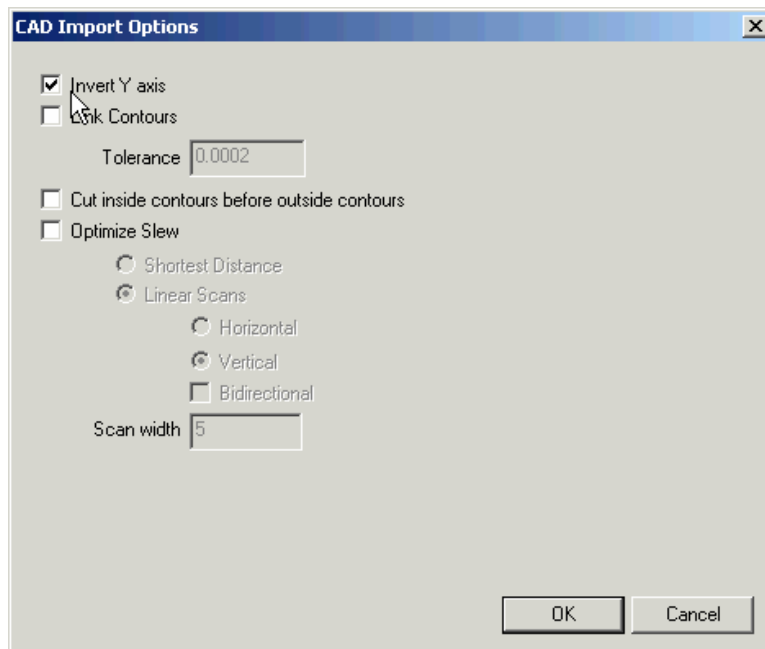 CAD Import Options
Invert Y axis
Link Contours
Tolerance 0.0002
Cut inside contours before outside contours
Optimize Slew
Shortest Distance
Linear Scans
Horizontal
Vertical
Bidirectional
Scan width 5
OK Cancel